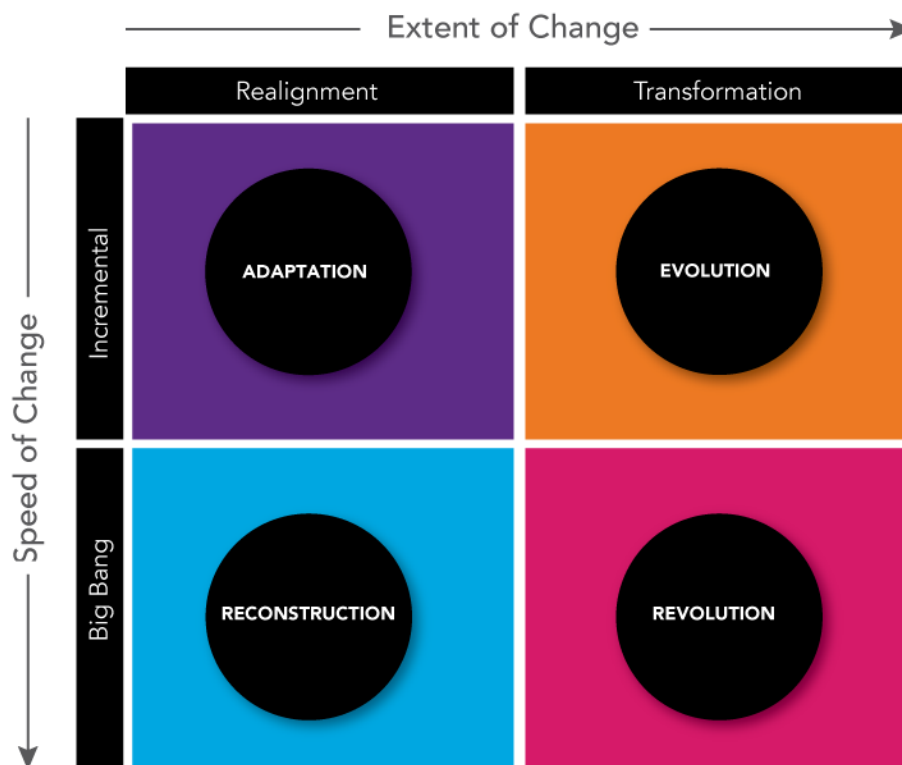 Extent of Change
Realignment
Transformation
Speed of Change
Incremental
ADAPTATION
EVOLUTION
Big Bang
RECONSTRUCTION
REVOLUTION